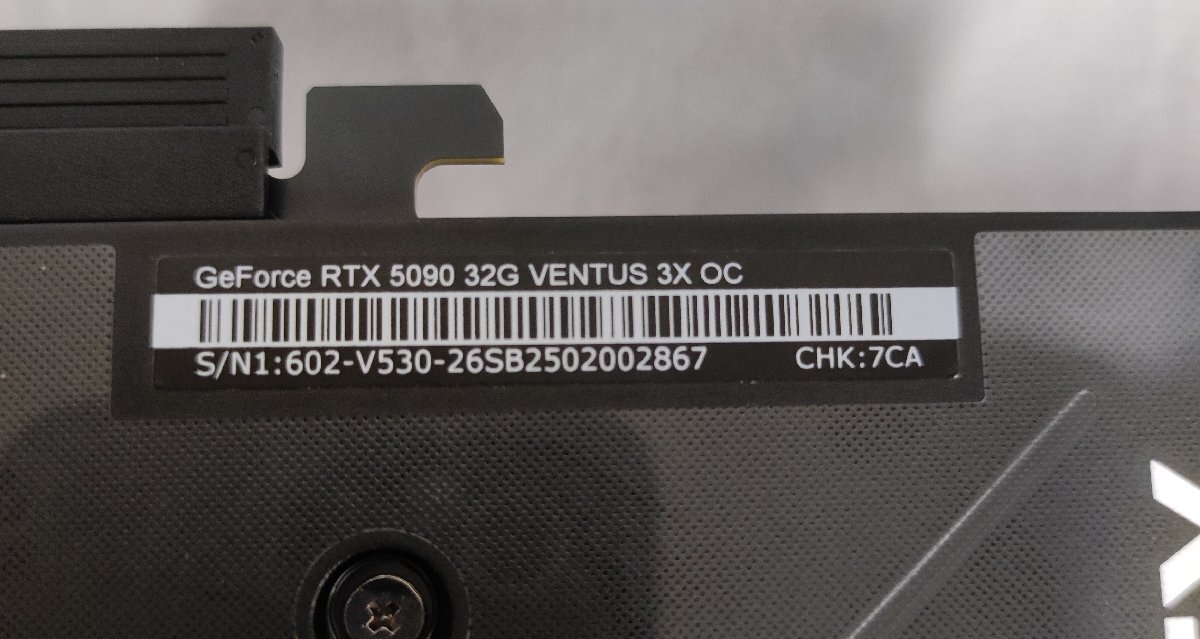 GeForce RTX 5090 32G VENTUS 3X OC
S/N1:602-V530-26SB2502002867 CHK:7CA
X